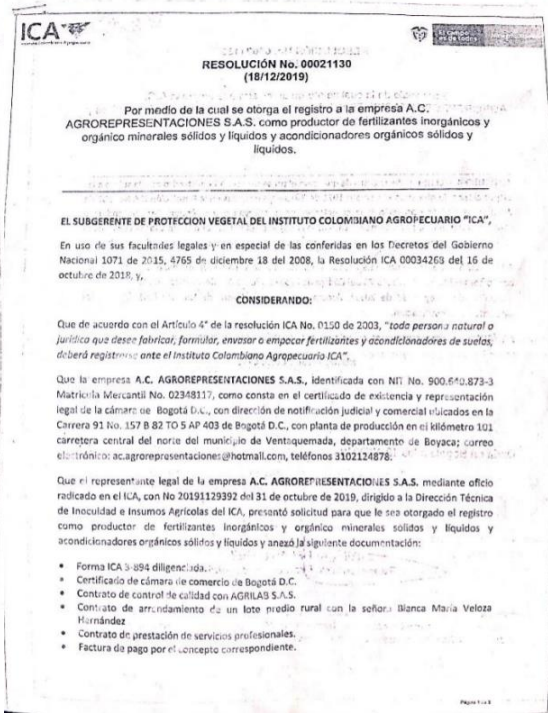 ICA
El campo es de todos
RESOLUCIÓN No. 00021130
(18/12/2019)
Por medio de la cual se otorga el registro a la empresa A.C.
AGROREPRESENTACIONES S.A.S. como productor de fertilizantes inorgánicos y
orgánico minerales sólidos y líquidos y acondicionadores orgánicos sólidos y
líquidos.
EL SUBGERENTE DE PROTECCION VEGETAL DEL INSTITUTO COLOMBIANO AGROPECUARIO "ICA",
En uso de sus facultades legales y en especial de las conferidas en los Decretos del Gobierno
Nacional 1071 de 2015, 4765 de diciembre 18 del 2008, la Resolución ICA 00034268 del 16 de
octubre de 2018, y,
CONSIDERANDO:
Que de acuerdo con el Artículo 4° de la resolución ICA No. 0150 de 2003, "todo persona natural o
jurídica que desee fabricar, formular, envasar o empacar fertilizantes y acondicionadores de suelos,
deberá registrarse ante el Instituto Colombiano Agropecuario ICA".
Que la empresa A.C. AGROREPRESENTACIONES S.A.S., identificada con NIT No. 900.640.873-3
Matricula Mercantil No. 02348117, como consta en el certificado de existencia y representación
legal de la cámara de Bogotá D.C., con dirección de notificación judicial y comercial ubicados en la
Carrera 91 No. 157 B 82 TO 5 AP 403 de Bogotá D.C., con planta de producción en el kilómetro 101
carretera central del norte del municipio de Ventaquemada, departamento de Boyaca; correo
electrónico: ac.agrorepresentaciones@hotmail.com, teléfonos 3102124878.
Que el representante legal de la empresa A.C. AGROREPRESENTACIONES S.A.S. mediante oficio
radicado en el ICA, con No 20191129392 del 31 de octubre de 2019, dirigido a la Dirección Técnica
de Inocuidad e Insumos Agrícolas del ICA, presentó solicitud para que le sea otorgado el registro
como productor de fertilizantes inorgánicos y orgánico minerales sólidos y líquidos y
acondicionadores orgánicos sólidos y líquidos y anexó la siguiente documentación:
• Forma ICA 3-894 diligenciada.
• Certificado de cámara de comercio de Bogotá D.C.
• Contrato de control de calidad con AGRILAB S.A.S.
• Contrato de arrendamiento de un lote predio rural con la señora Blanca María Veloza
Hernández
• Contrato de prestación de servicios profesionales.
• Factura de pago por el concepto correspondiente.